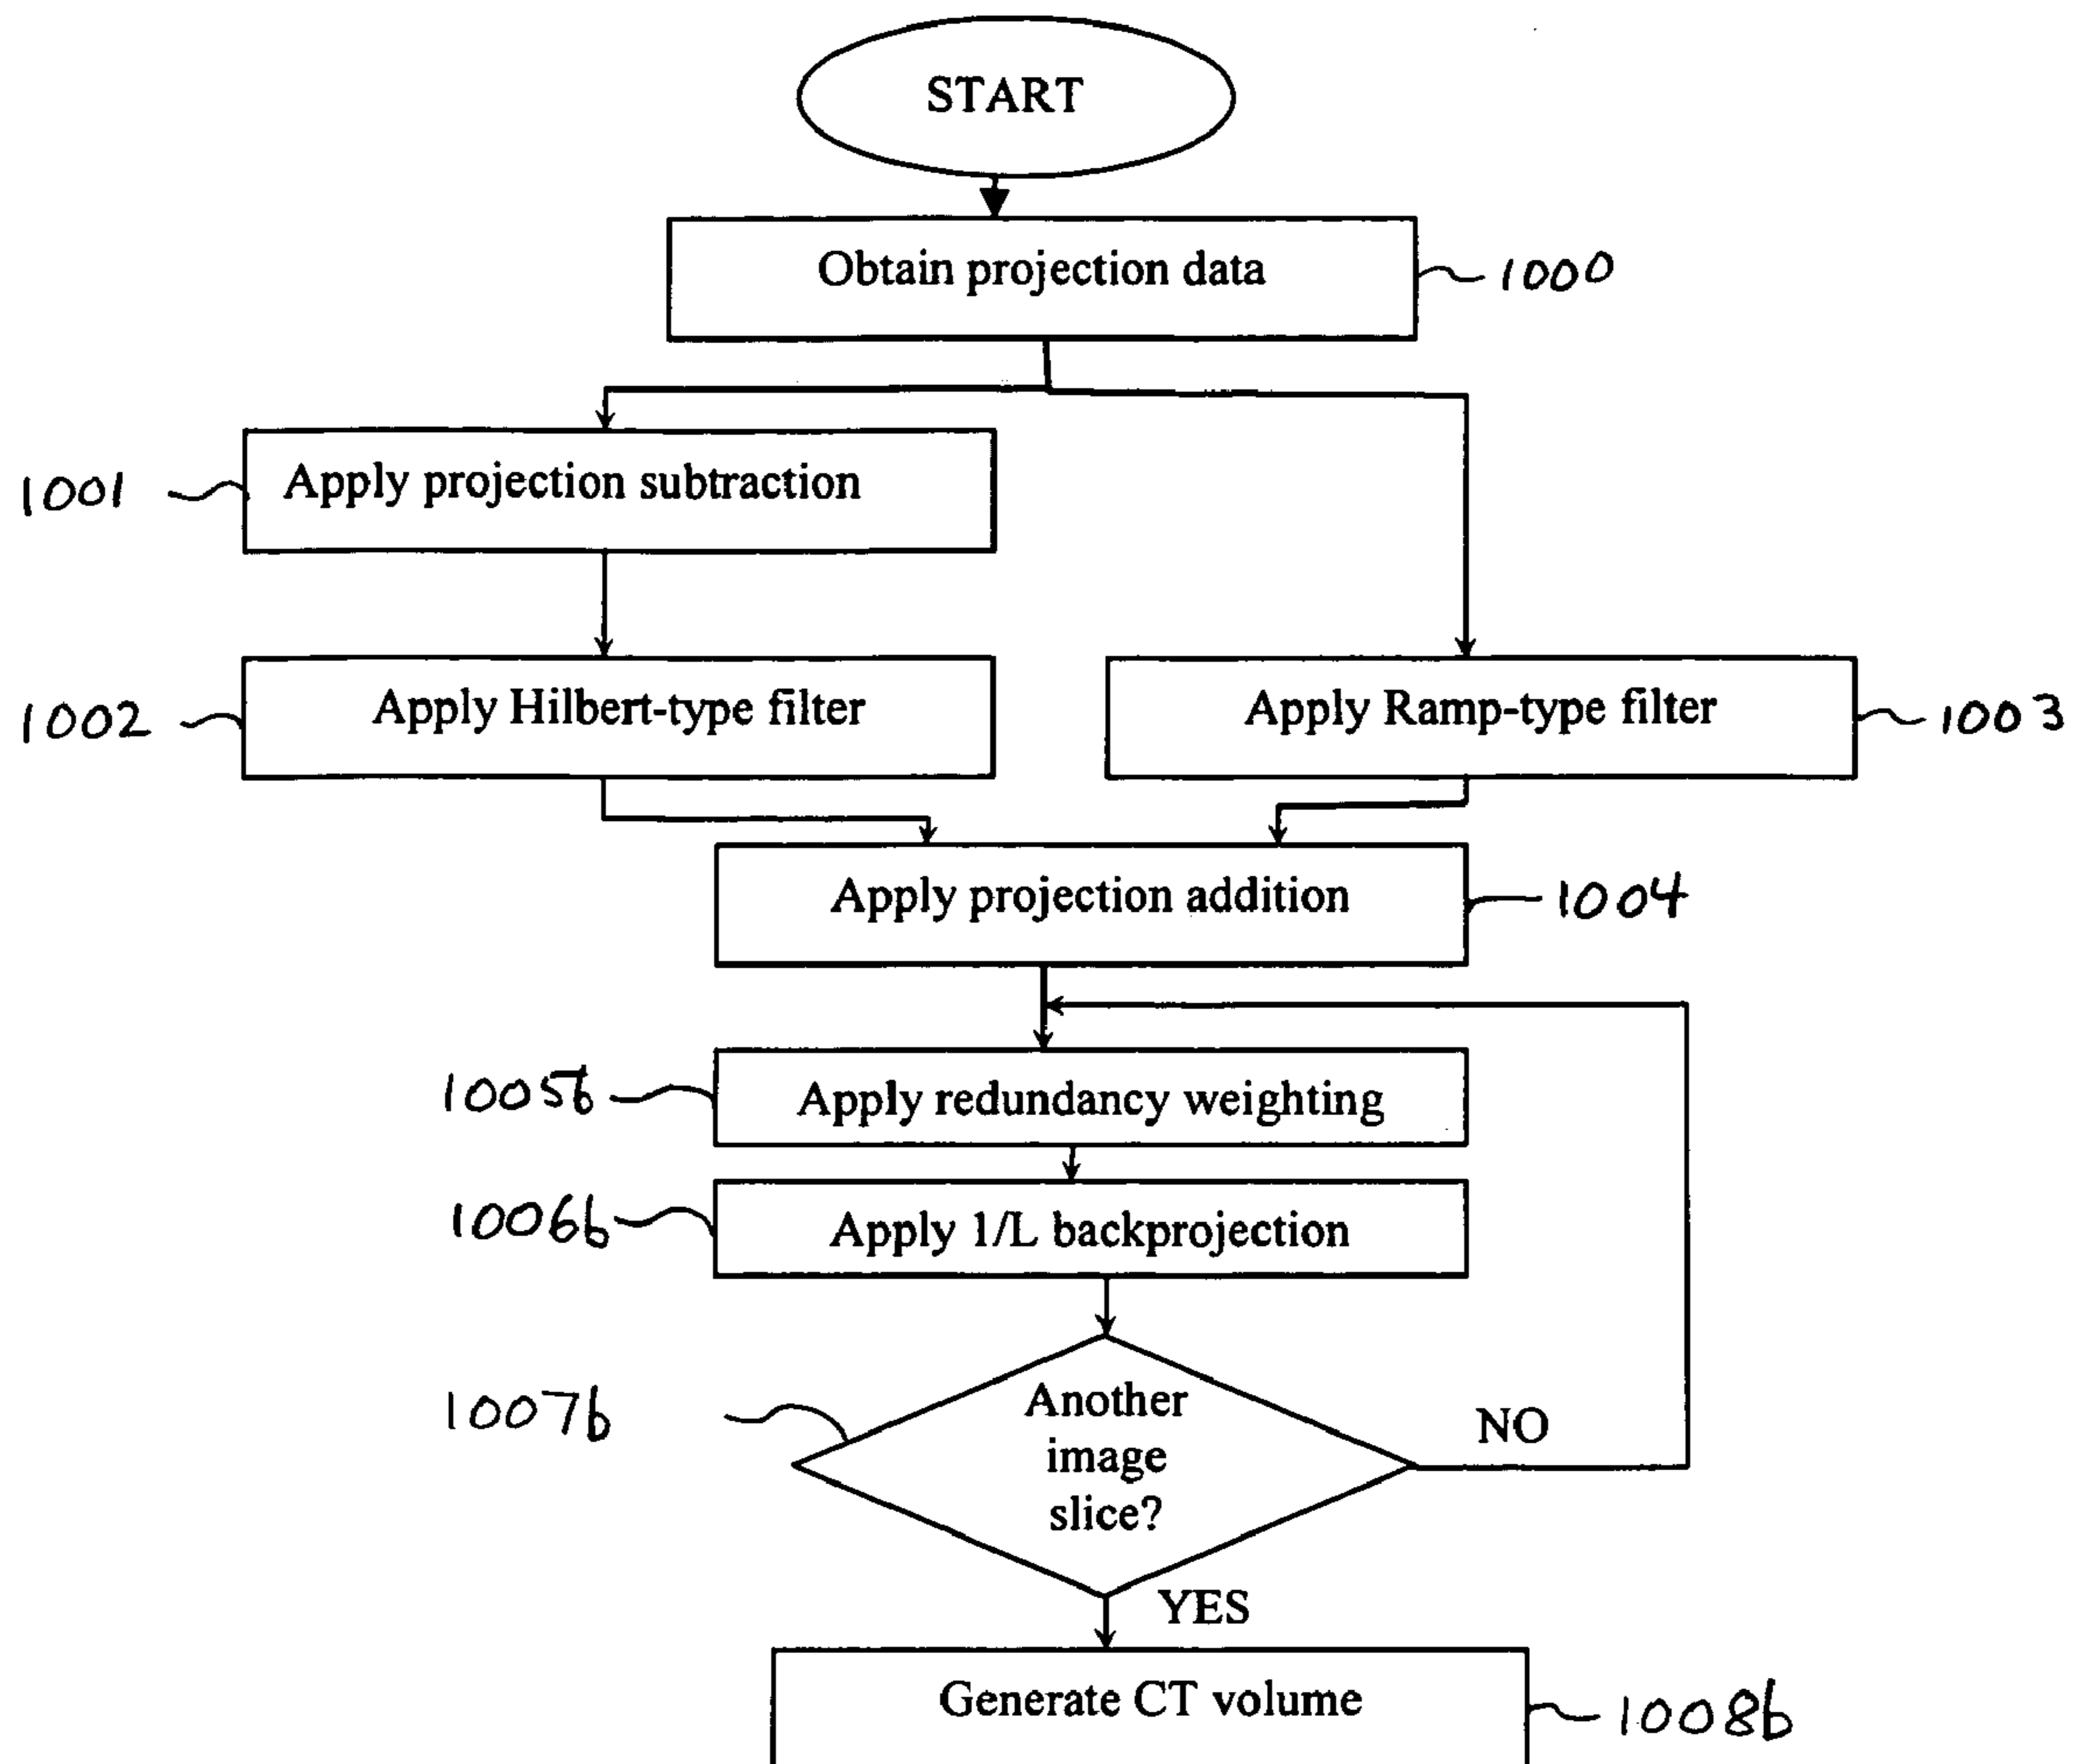 START
Obtain projection data
1000
Apply projection subtraction
1001
Apply Hilbert-type filter
1002
Apply Ramp-type filter
1003
Apply projection addition
1004
Apply redundancy weighting
1005b
Apply 1/L backprojection
1006b
Another
image
slice?
1007b
NO
YES
Generate CT volume
1008b